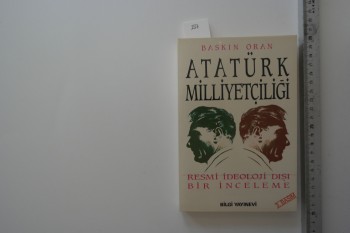 BASKIN ORAN
ATATÜRK
MİLLİYETÇİLİĞİ
RESMİ İDEOLOJİ DIŞI
BİR İNCELEME
BİLGİ YAYINEVİ